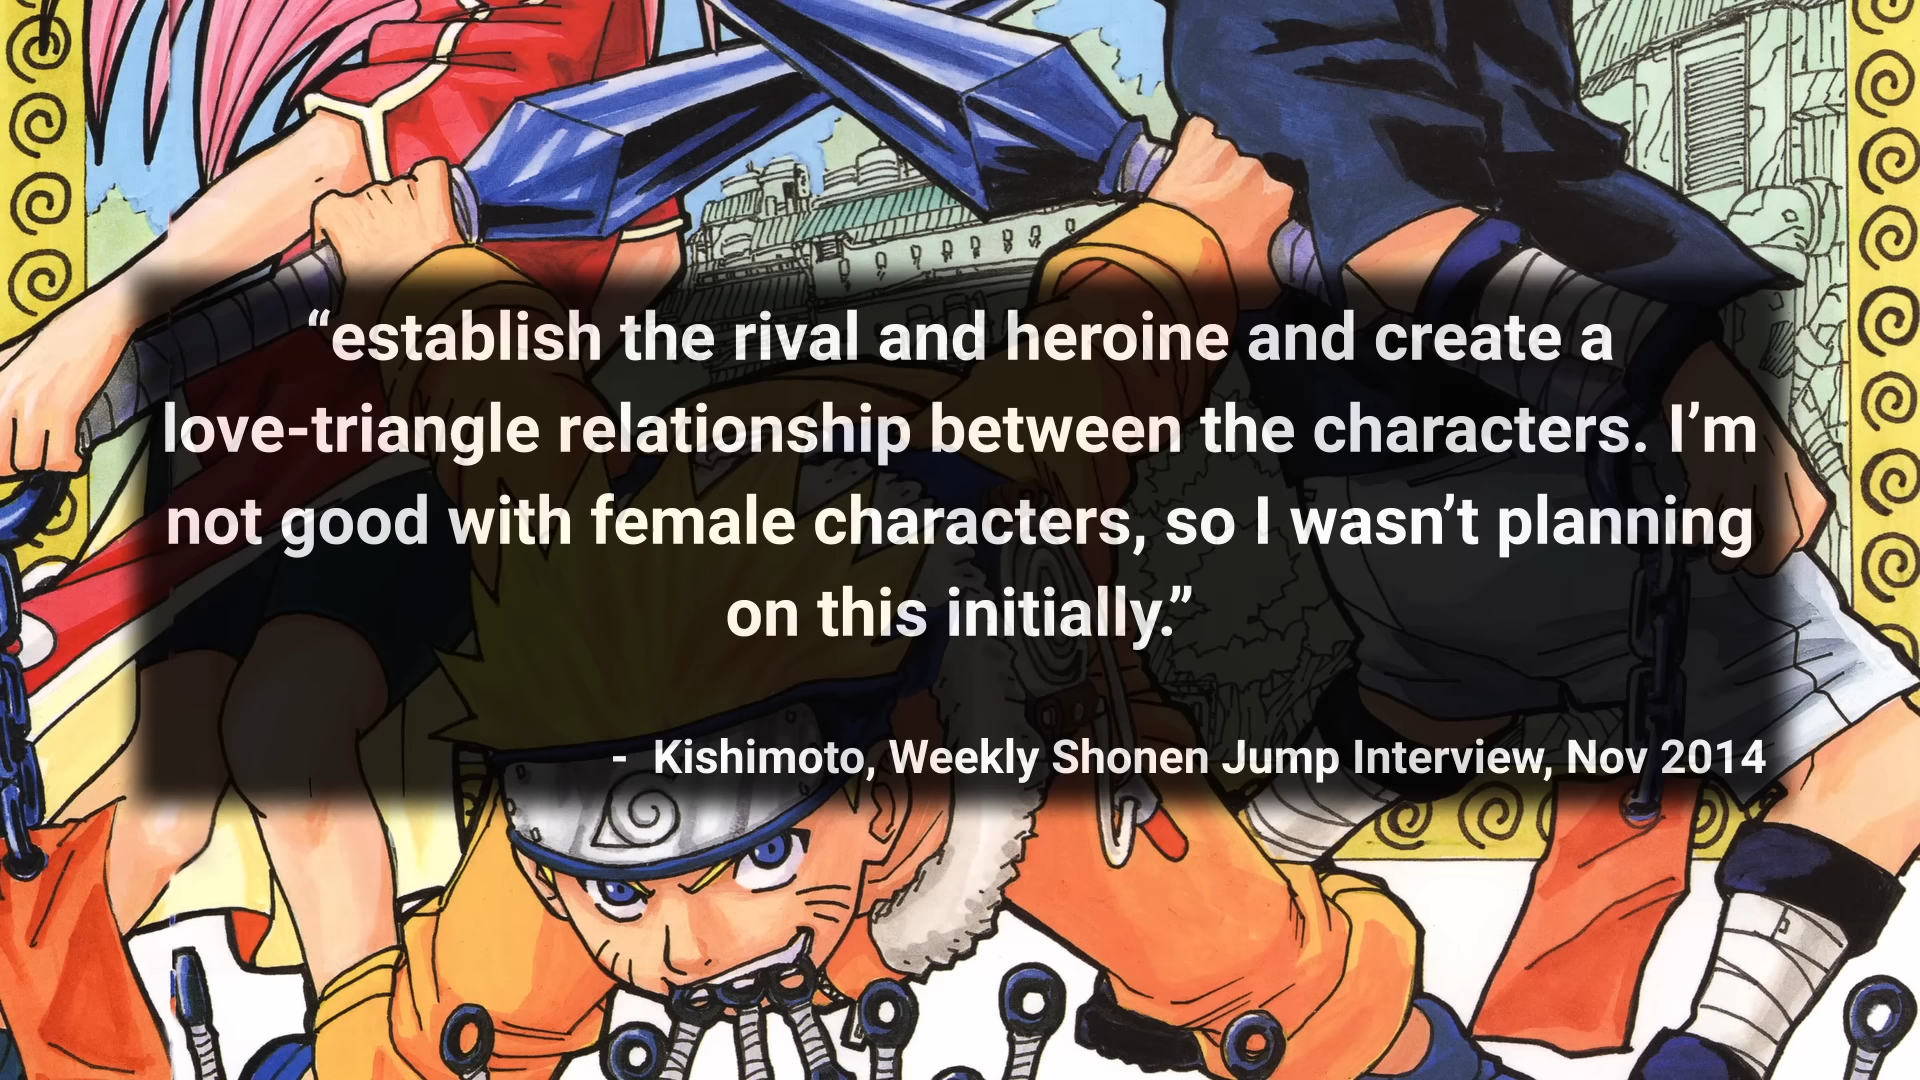 “establish the rival and heroine and create a
love-triangle relationship between the characters. I’m
not good with female characters, so I wasn’t planning
on this initially.”
- Kishimoto, Weekly Shonen Jump Interview, Nov 2014